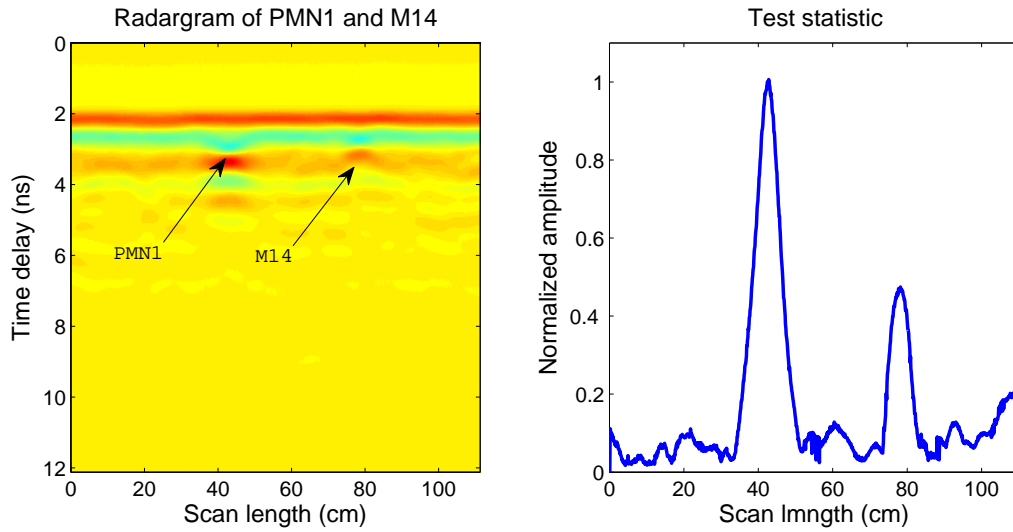 Radargram of PMN1 and M14
Time delay (ns)
0
2
4
6
8
10
12
PMN1
M14
0 20 40 60 80 100
Scan length (cm)
Test statistic
Normalized amplitude
1
0.8
0.6
0.4
0.2
0
0 20 40 60 80 100
Scan lmngth (cm)